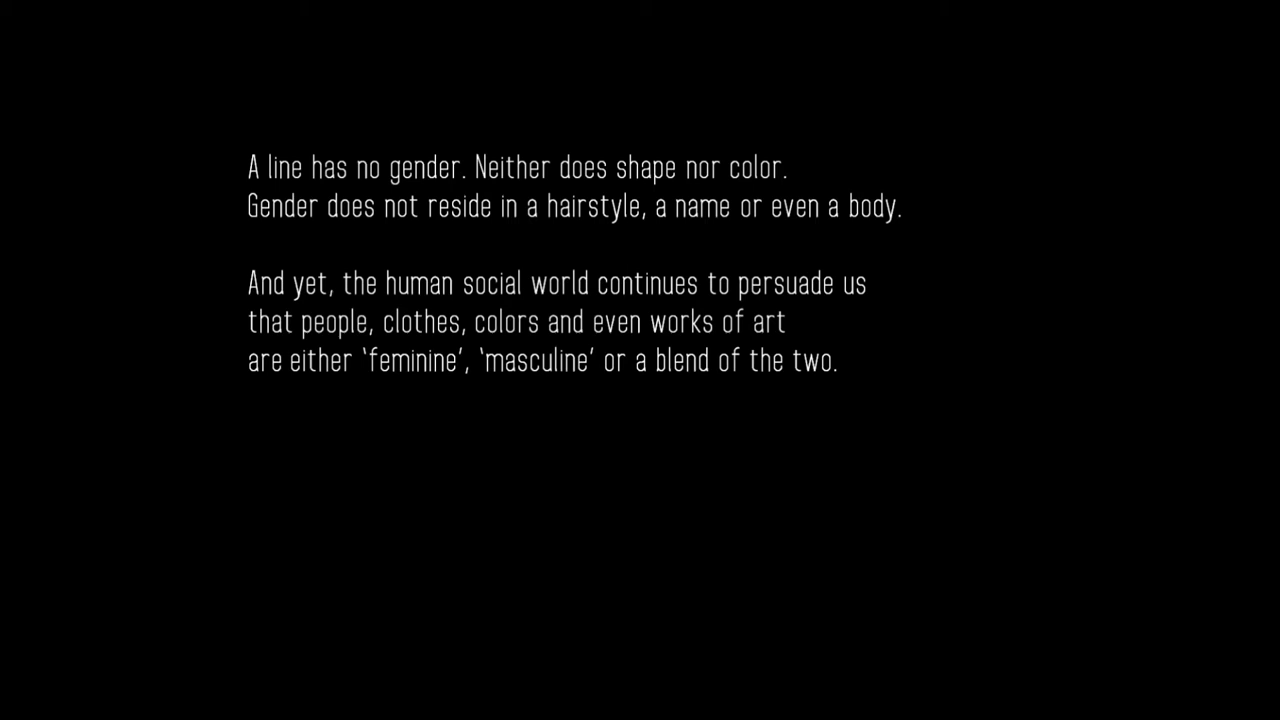 A line has no gender. Neither does shape nor color.
Gender does not reside in a hairstyle, a name or even a body.
And yet, the human social world continues to persuade us
that people, clothes, colors and even works of art
are either ‘feminine’, ‘masculine’ or a blend of the two.